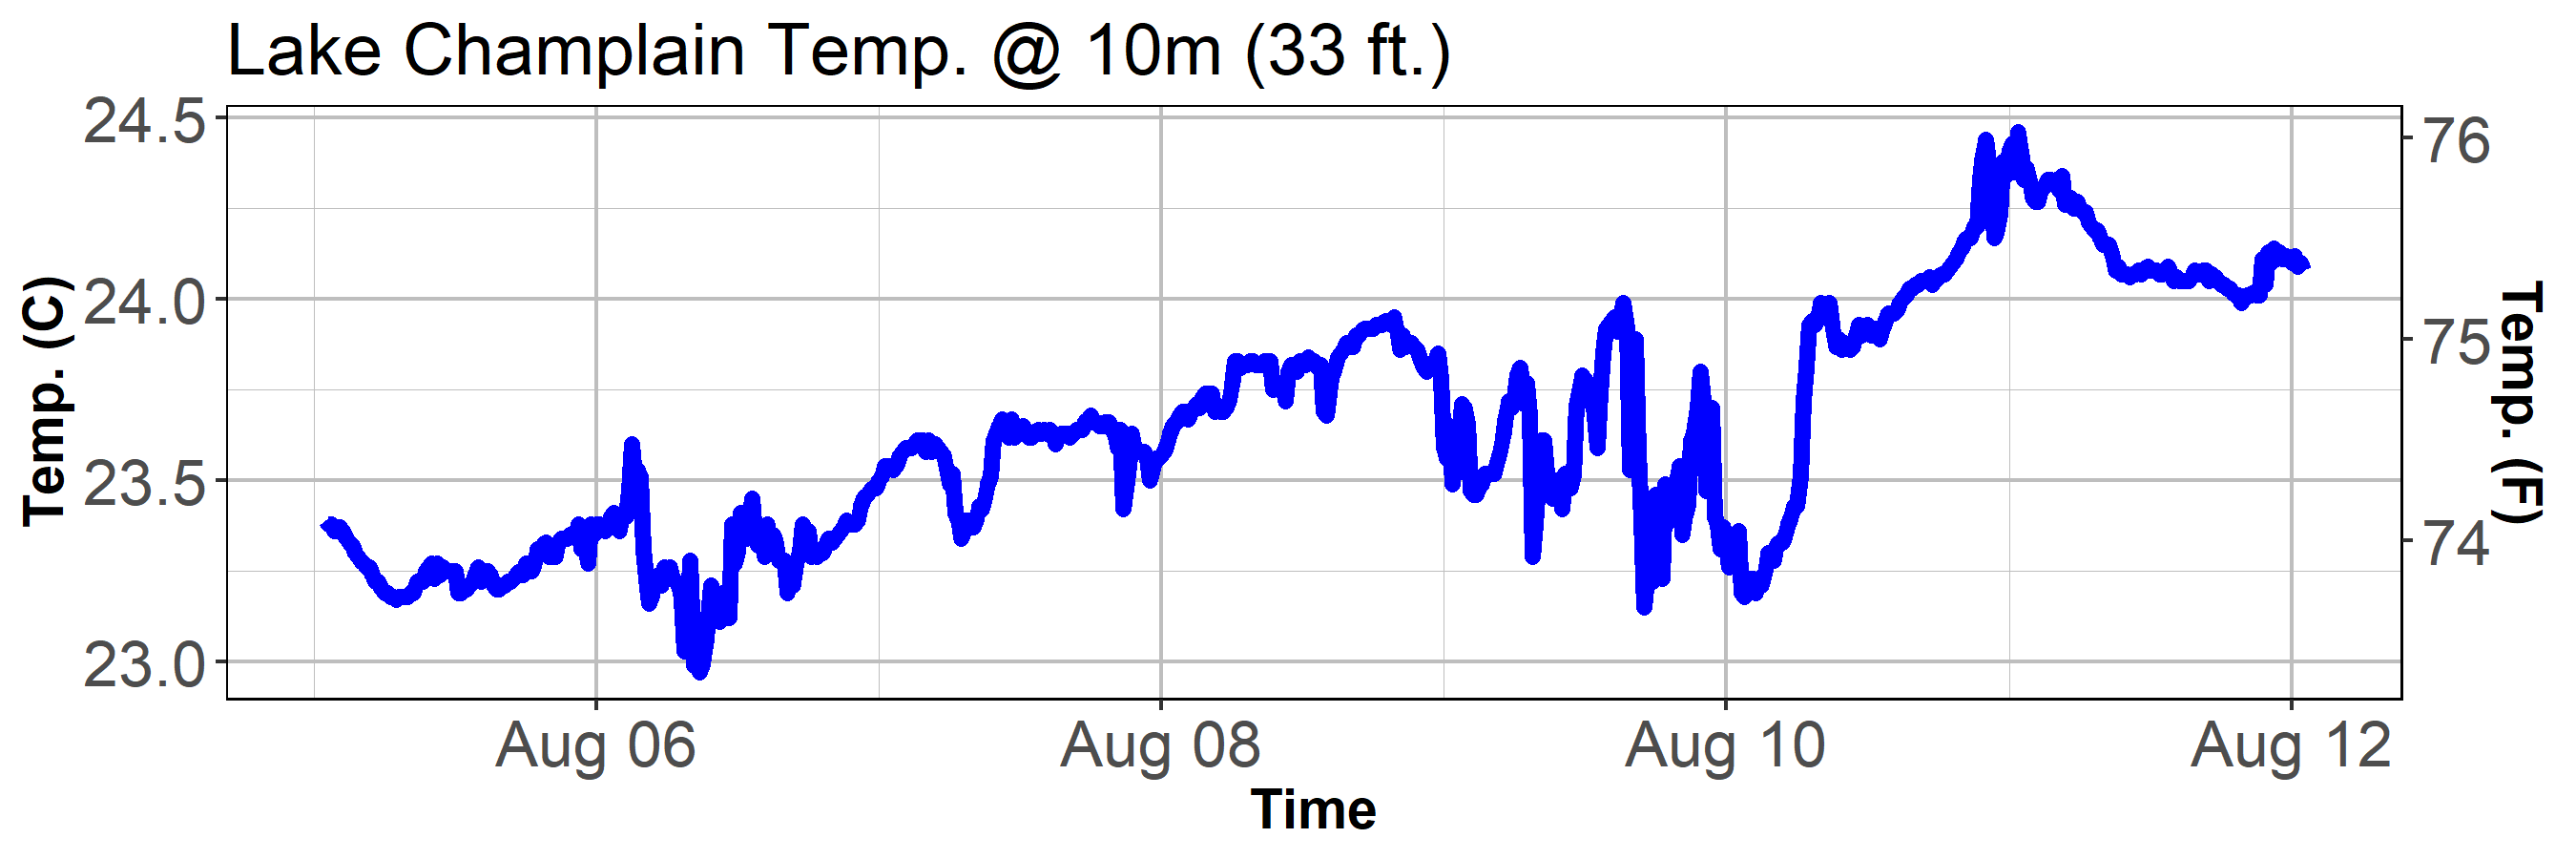 Lake Champlain Temp. @ 10m (33 ft.)
24.5
24.0
23.5
23.0
Temp. (C)
76
75
74
Temp. (F)
Aug 06
Aug 08
Aug 10
Aug 12
Time